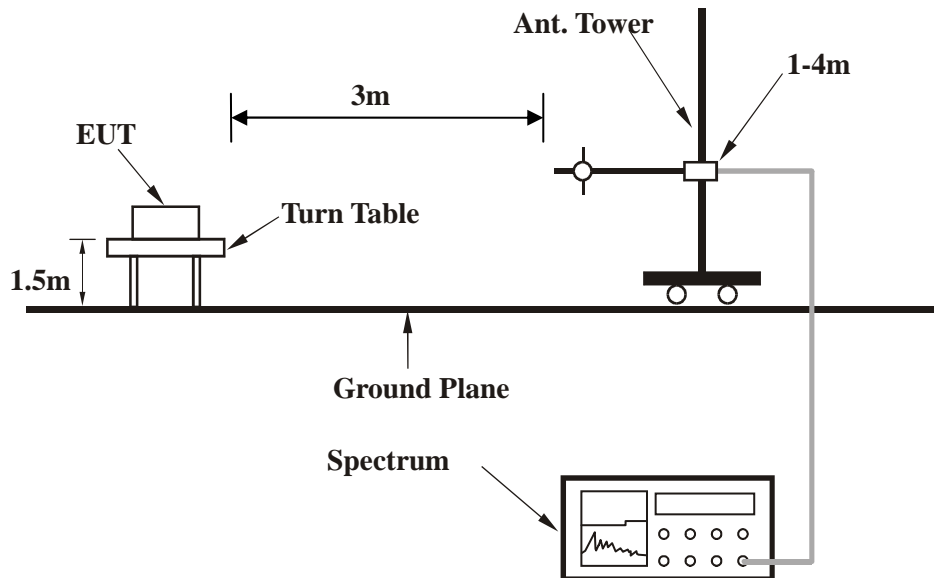 Ant. Tower
1-4m
3m
EUT
Turn Table
1.5m
Ground Plane
Spectrum